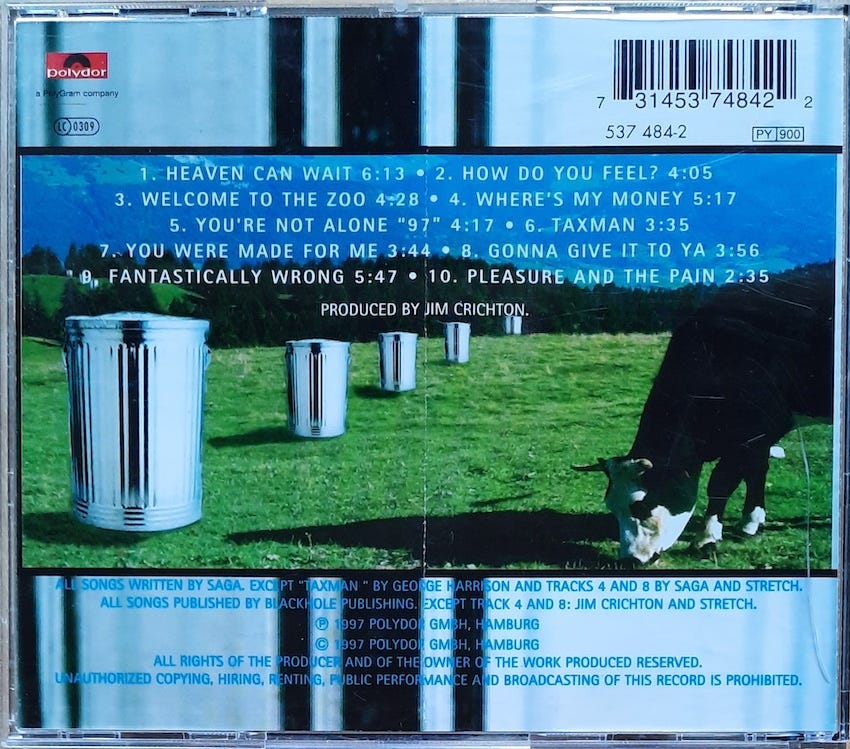 polydor
a PolyGram company
LC 0309
7 31453 74842 2
537 484-2
PY 900
1. HEAVEN CAN WAIT 6:13 • 2. HOW DO YOU FEEL? 4:05
3. WELCOME TO THE ZOO 4:28 • 4. WHERE'S MY MONEY 5:17
5. YOU'RE NOT ALONE "97" 4:17 • 6. TAXMAN 3:35
7. YOU WERE MADE FOR ME 3:44 • 8. GONNA GIVE IT TO YA 3:56
9. FANTASTICALLY WRONG 5:47 • 10. PLEASURE AND THE PAIN 2:35
PRODUCED BY JIM CRICHTON.
ALL SONGS WRITTEN BY SAGA. EXCEPT "TAXMAN " BY GEORGE HARRISON AND TRACKS 4 AND 8 BY SAGA AND STRETCH.
ALL SONGS PUBLISHED BY BLACKHOLE PUBLISHING. EXCEPT TRACK 4 AND 8: JIM CRICHTON AND STRETCH.
℗ 1997 POLYDOR GMBH, HAMBURG
© 1997 POLYDOR GMBH, HAMBURG
ALL RIGHTS OF THE PRODUCER AND OF THE OWNER OF THE WORK PRODUCED RESERVED.
UNAUTHORIZED COPYING, HIRING, RENTING, PUBLIC PERFORMANCE AND BROADCASTING OF THIS RECORD IS PROHIBITED.